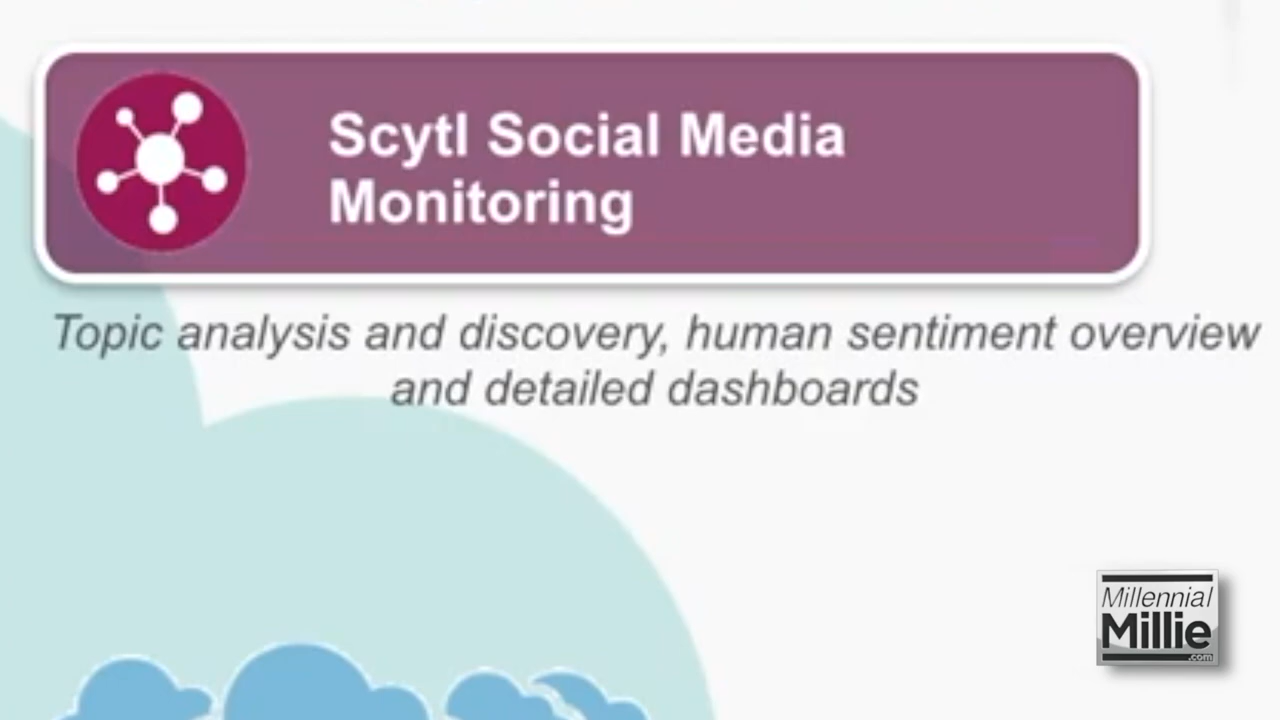 Scytl Social Media
Monitoring
Topic analysis and discovery, human sentiment overview
and detailed dashboards
Millennial
Millie
.com